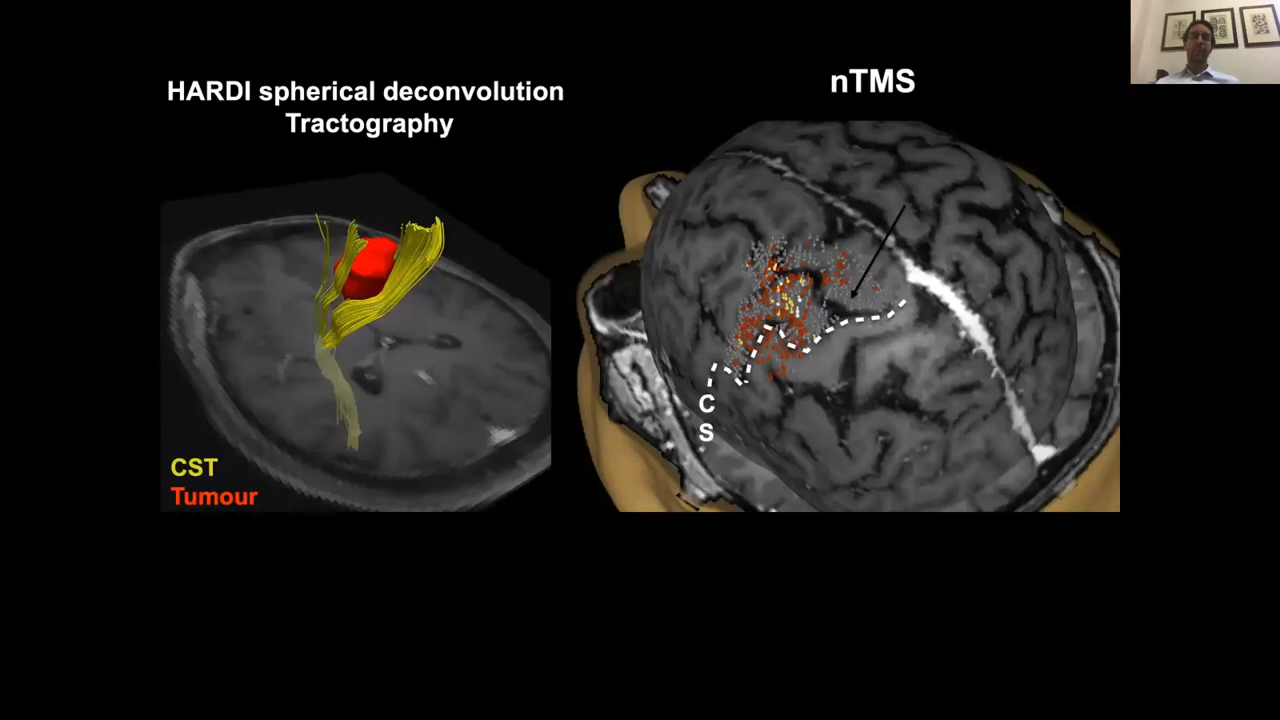 HARDI spherical deconvolution
Tractography
nTMS
C
S
CST
Tumour